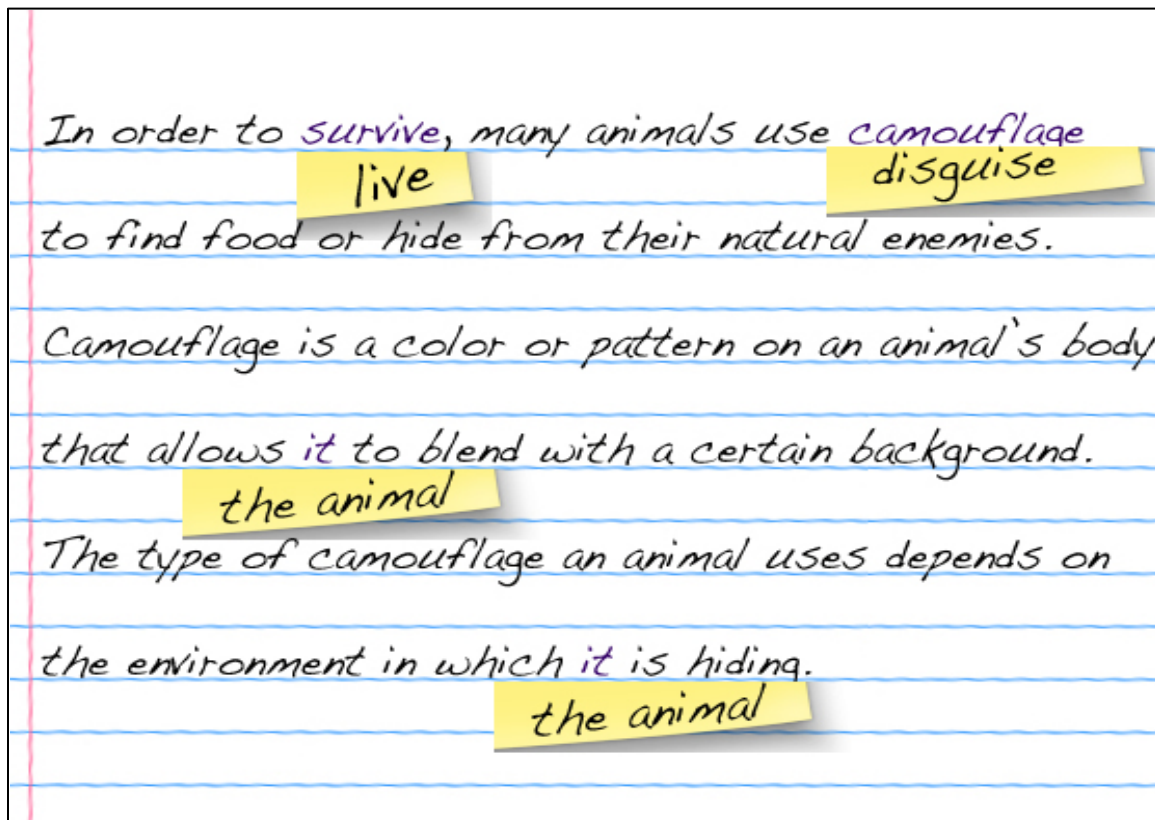 In order to survive, many animals use camouflage
live disguise
to find food or hide from their natural enemies.
Camouflage is a color or pattern on an animal's body
that allows it to blend with a certain background.
the animal
The type of camouflage an animal uses depends on
the environment in which it is hiding.
the animal